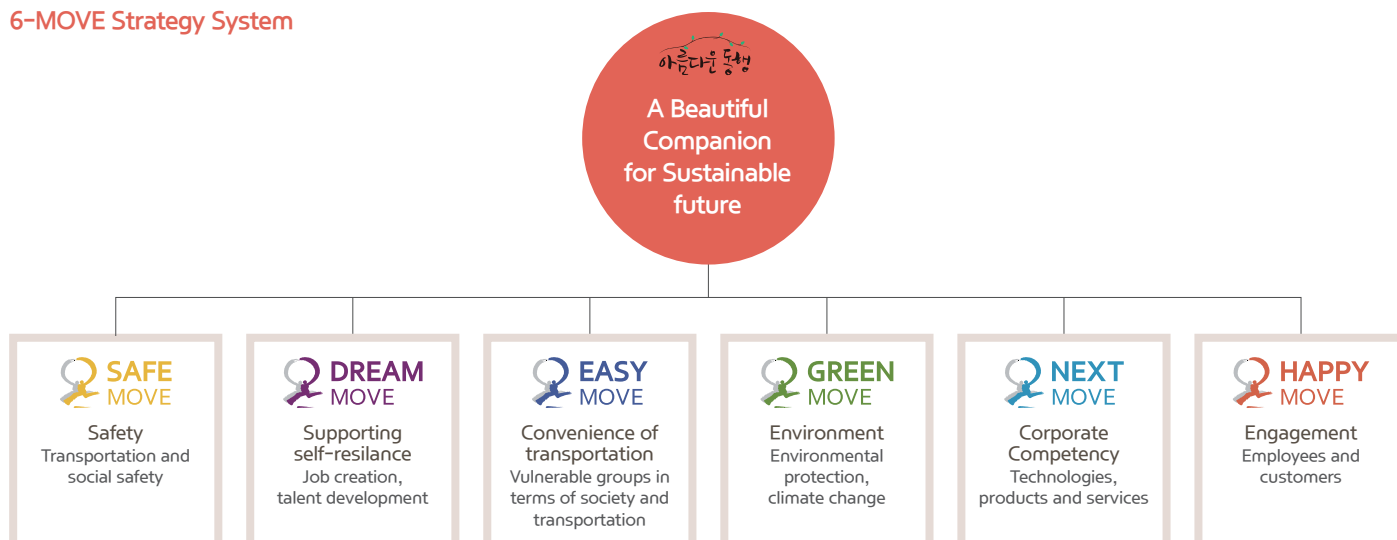 6-MOVE Strategy System
아름다운 동행
A Beautiful
Companion
for Sustainable
future
SAFE
MOVE
Safety
Transportation and
social safety
DREAM
MOVE
Supporting
self-resilance
Job creation,
talent development
EASY
MOVE
Convenience of
transportation
Vulnerable groups in
terms of society and
transportation
GREEN
MOVE
Environment
Environmental
protection,
climate change
NEXT
MOVE
Corporate
Competency
Technologies,
products and services
HAPPY
MOVE
Engagement
Employees and
customers